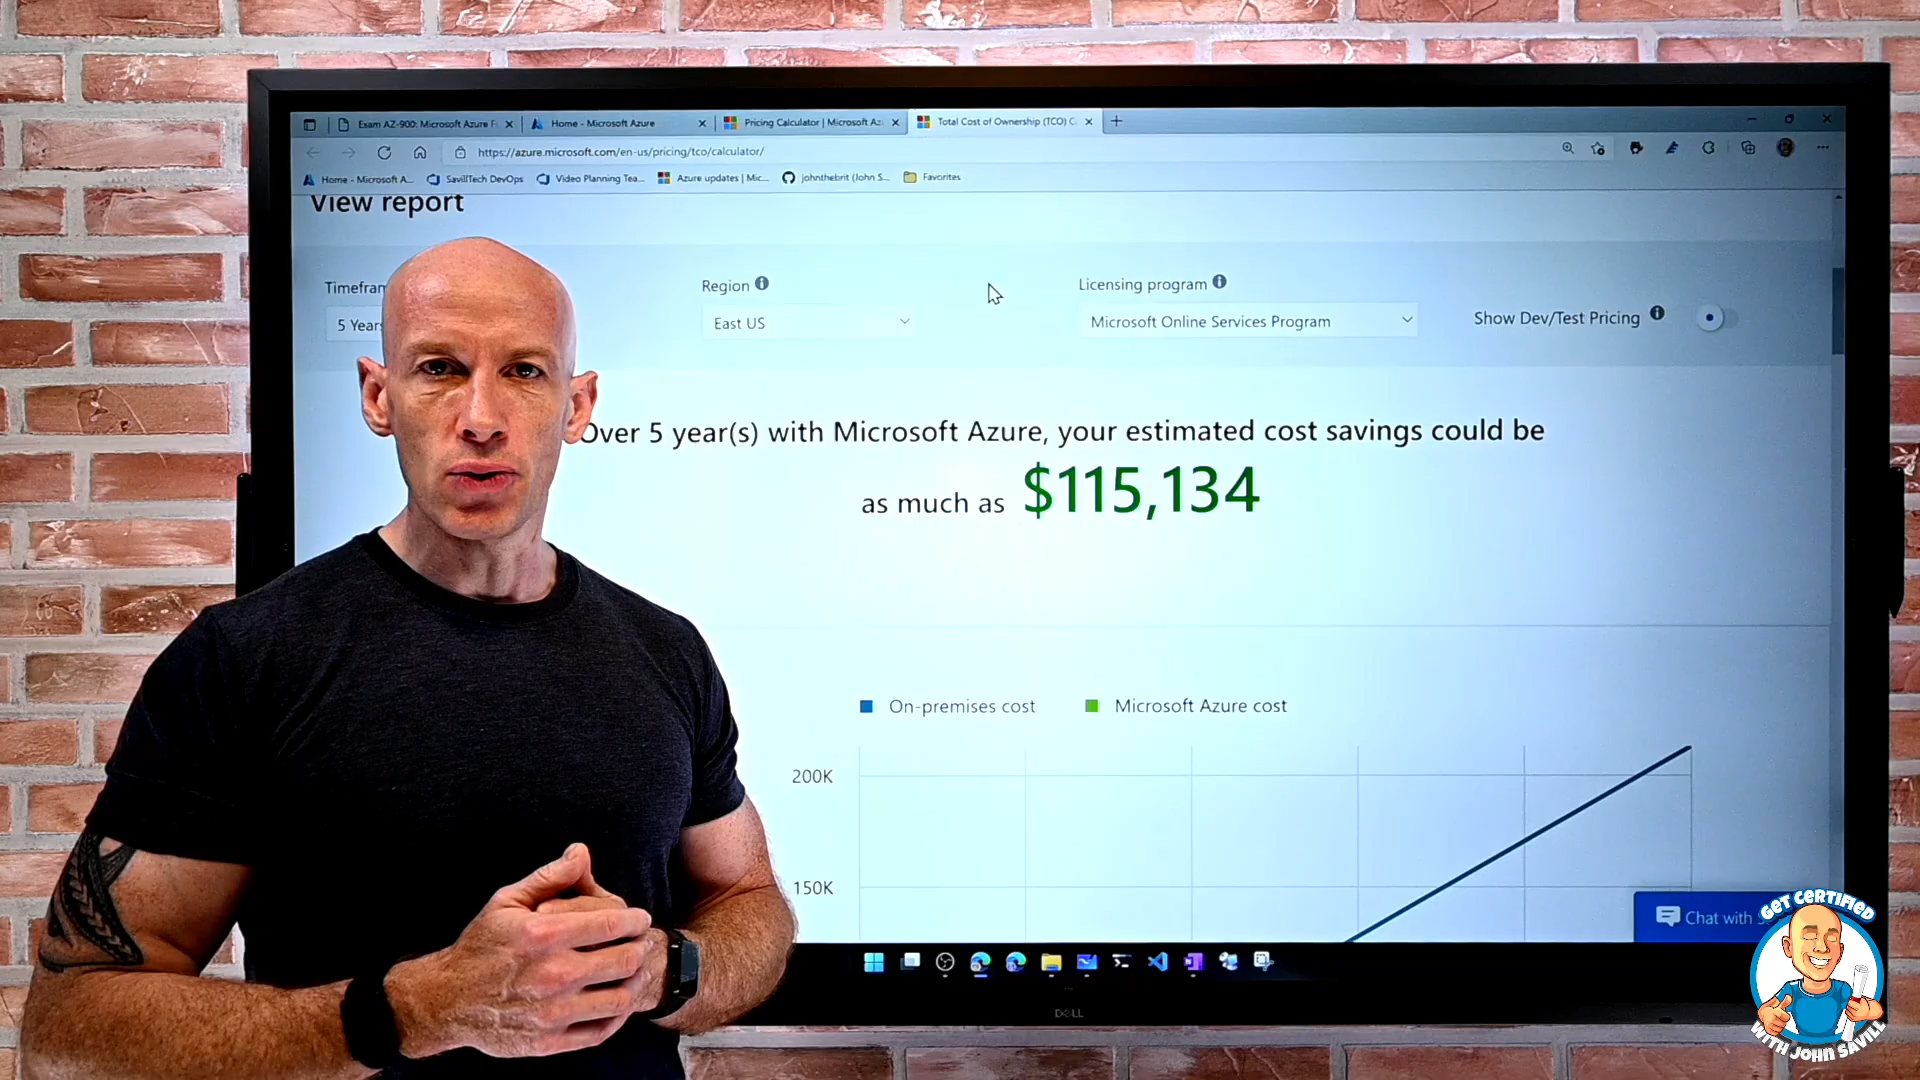 Exam AZ-900: Microsoft Azure F
Home - Microsoft Azure
Pricing Calculator | Microsoft Az
Total Cost of Ownership (TCO) C
https://azure.microsoft.com/en-us/pricing/tco/calculator/
Home - Microsoft A...
SavillTech DevOps
Video Planning Tea...
Azure updates | Mic...
johnthebrit (John S...
Favorites
View report
Timefram
Region
Licensing program
5 Years
East US
Microsoft Online Services Program
Show Dev/Test Pricing
Over 5 year(s) with Microsoft Azure, your estimated cost savings could be
as much as $115,134
On-premises cost
Microsoft Azure cost
200K
150K
Chat with S
GET CERTIFIED
WITH JOHN SAVILL
DELL